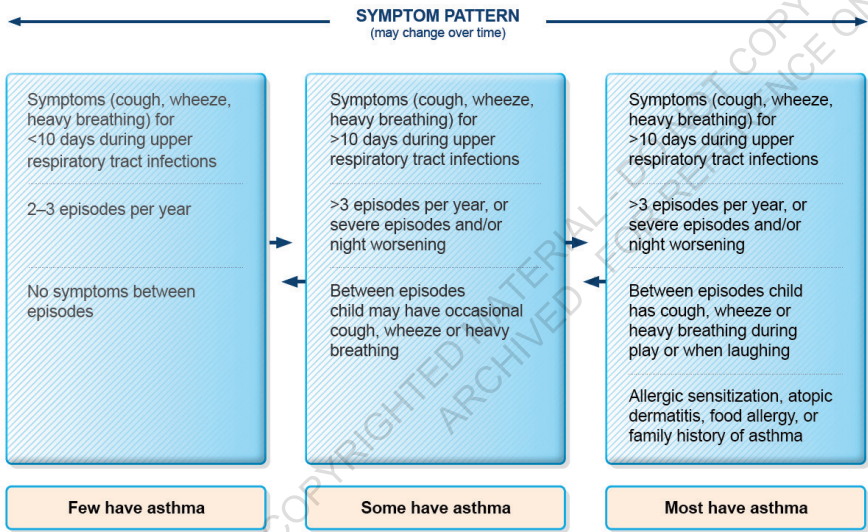 SYMPTOM PATTERN
(may change over time)
Symptoms (cough, wheeze,
heavy breathing) for
<10 days during upper
respiratory tract infections
2–3 episodes per year
No symptoms between
episodes
Few have asthma
Symptoms (cough, wheeze,
heavy breathing) for
>10 days during upper
respiratory tract infections
>3 episodes per year, or
severe episodes and/or
night worsening
Between episodes
child may have occasional
cough, wheeze or heavy
breathing
Some have asthma
Symptoms (cough, wheeze,
heavy breathing) for
>10 days during upper
respiratory tract infections
>3 episodes per year, or
severe episodes and/or
night worsening
Between episodes child
has cough, wheeze or
heavy breathing during
play or when laughing
Allergic sensitization, atopic
dermatitis, food allergy, or
family history of asthma
Most have asthma
COPYRIGHTED MATERIAL - DO NOT COPY
ARCHIVED FOR REFERENCE